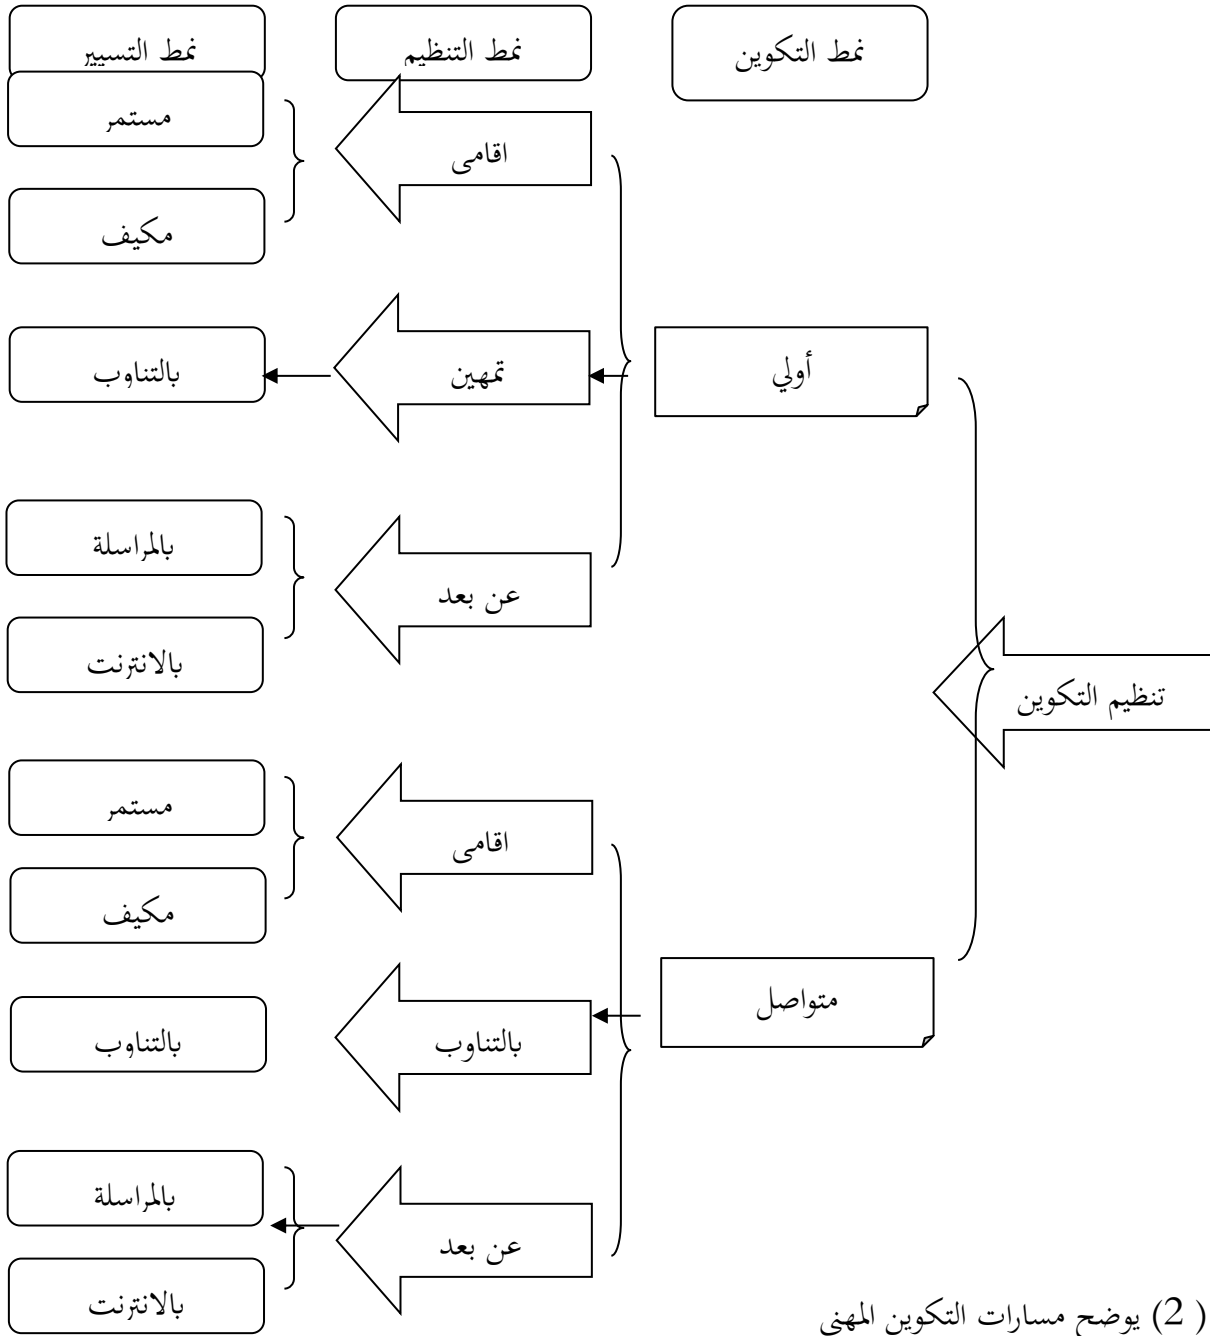 نمط التكوين
نمط التنظيم
نمط التسيير
اقامى
مستمر
مكيف
أولي
تمهين
بالتناوب
عن بعد
بالمراسلة
بالانترنت
تنظيم التكوين
اقامى
مستمر
مكيف
متواصل
بالتناوب
بالتناوب
عن بعد
بالمراسلة
بالانترنت
( 2) يوضح مسارات التكوين المهنى